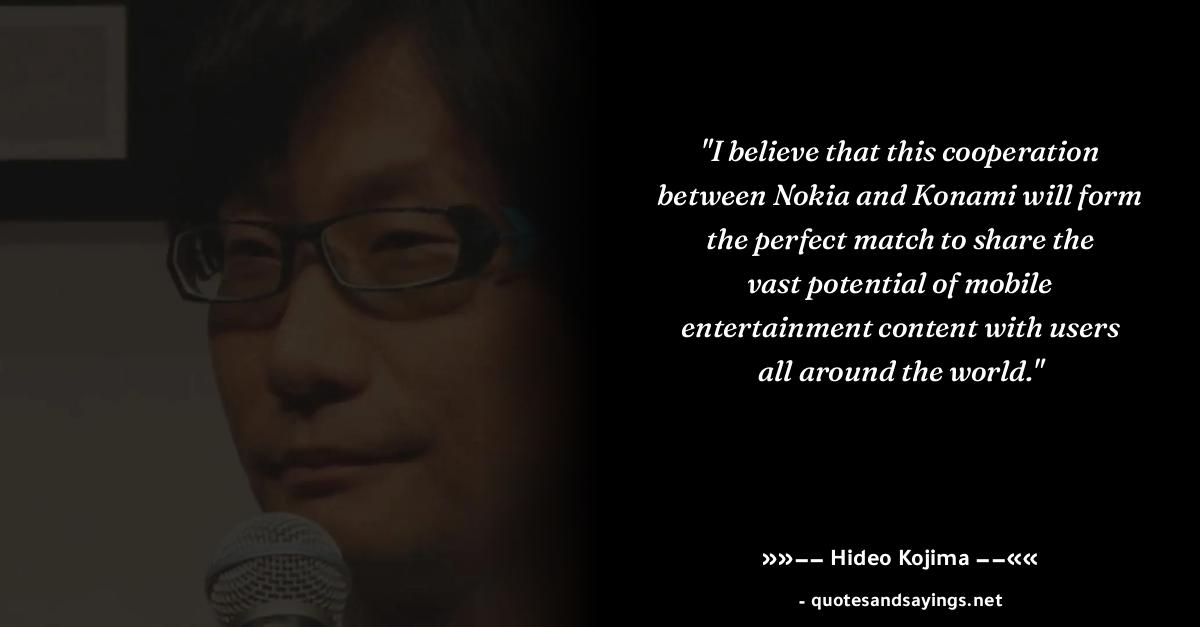 "I believe that this cooperation
between Nokia and Konami will form
the perfect match to share the
vast potential of mobile
entertainment content with users
all around the world."
»»–– Hideo Kojima ––««
- quotesandsayings.net